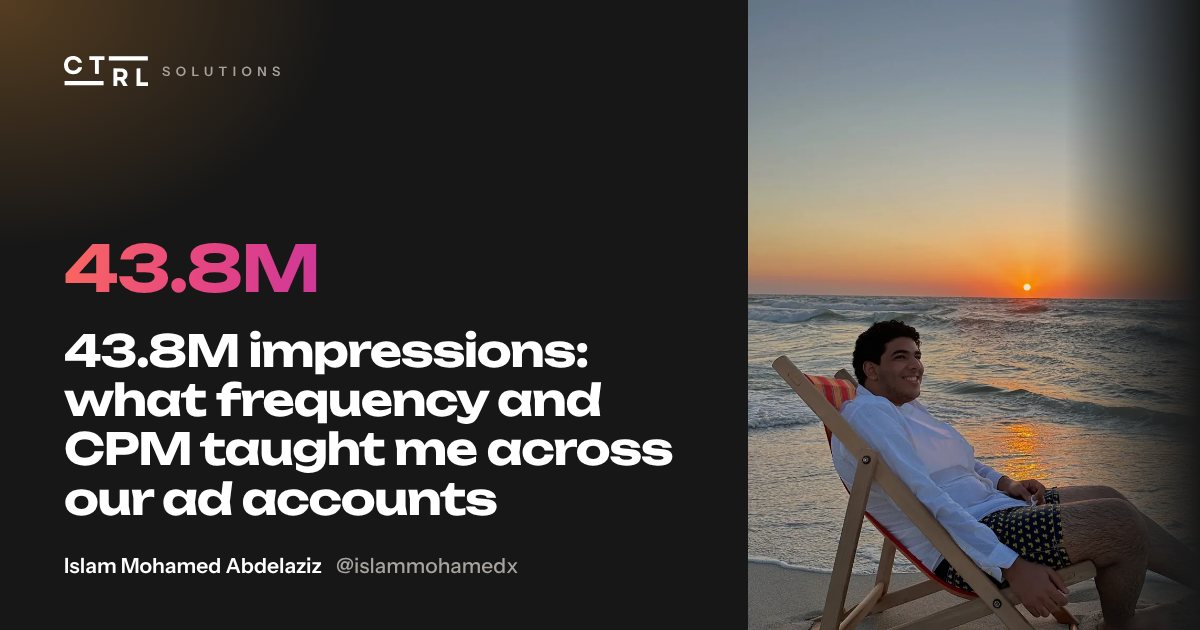 CTRL SOLUTIONS
43.8M
43.8M impressions:
what frequency and
CPM taught me across
our ad accounts
Islam Mohamed Abdelaziz @islammohamedx